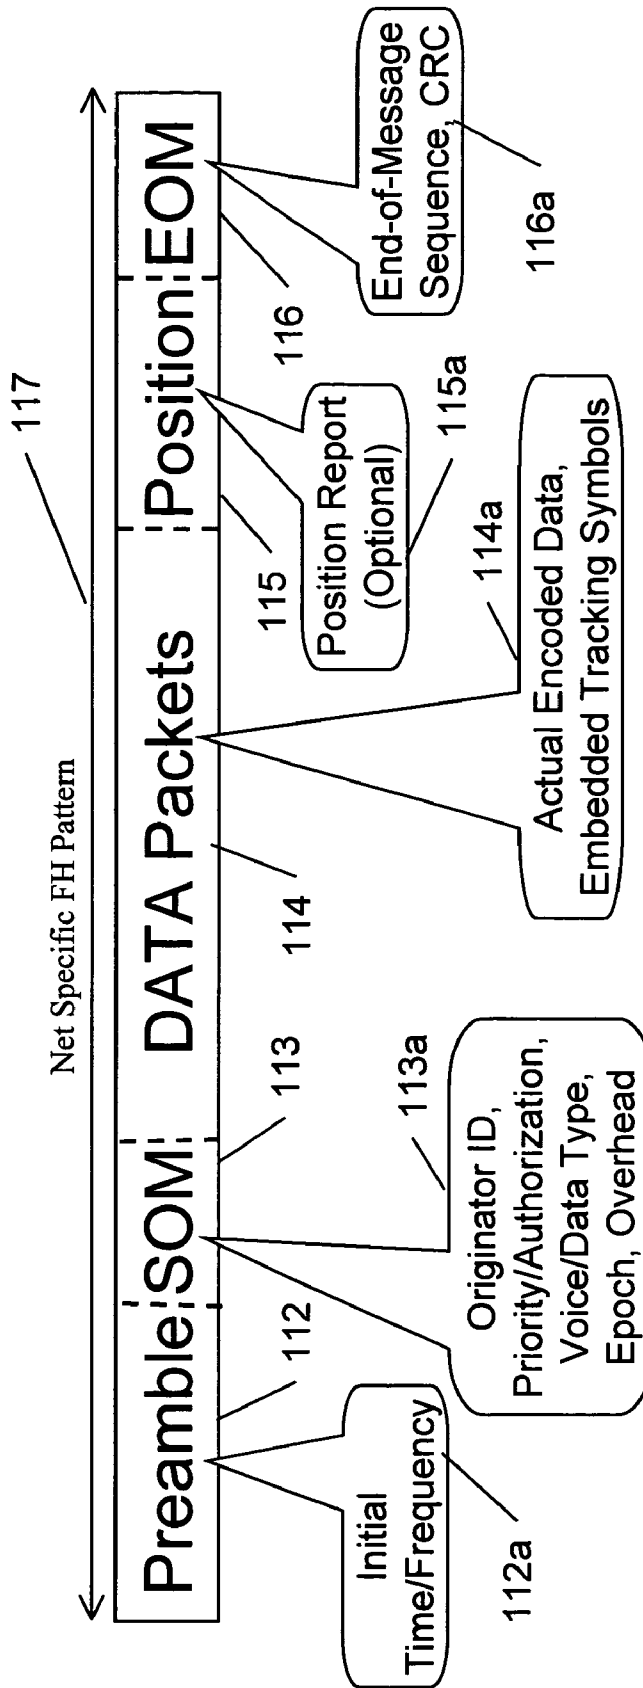 117
Net Specific FH Pattern
Preamble
SOM
DATA Packets
Position
EOM
112
113
114
115
116
Initial
Time/Frequency
112a
Originator ID,
Priority/Authorization,
Voice/Data Type,
Epoch, Overhead
113a
Actual Encoded Data,
Embedded Tracking Symbols
114a
Position Report
(Optional)
115a
End-of-Message
Sequence, CRC
116a